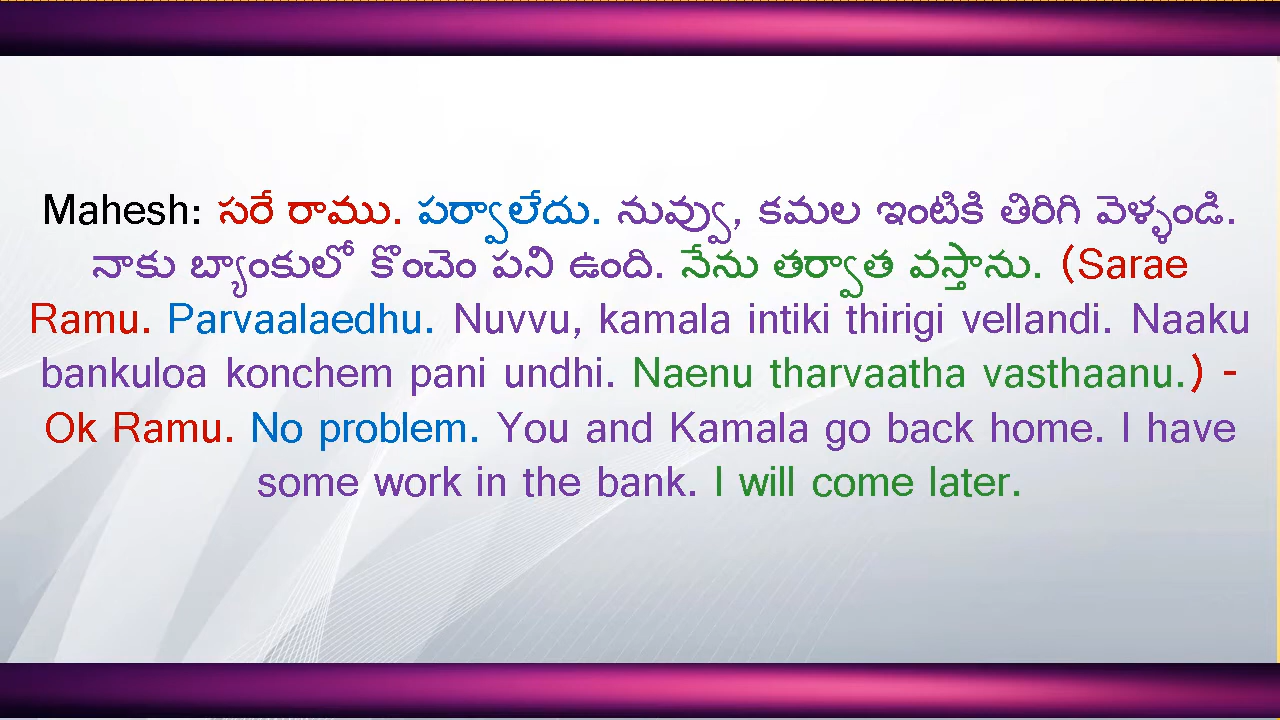 Mahesh: సరే రాము. పర్వాలేదు. నువ్వు, కమల ఇంటికి తిరిగి వెళ్ళండి.
నాకు బ్యాంకులో కొంచెం పని ఉంది. నేను తర్వాత వస్తాను. (Sarae
Ramu. Parvaalaedhu. Nuvvu, kamala intiki thirigi vellandi. Naaku
bankuloa konchem pani undhi. Naenu tharvaatha vasthaanu.) -
Ok Ramu. No problem. You and Kamala go back home. I have
some work in the bank. I will come later.